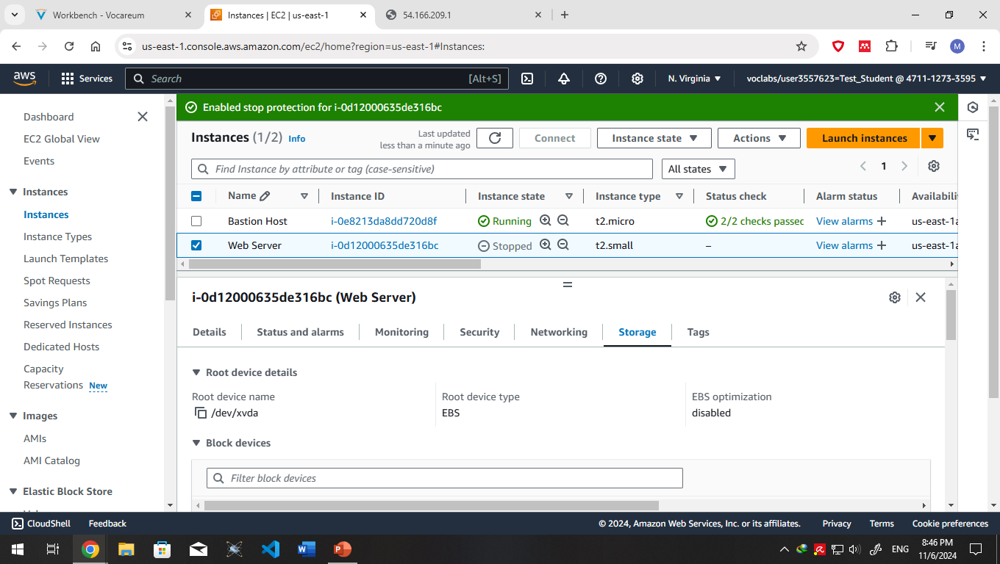 Workbench - Vocareum
Instances | EC2 | us-east-1
54.166.209.1
us-east-1.console.aws.amazon.com/ec2/home?region=us-east-1#Instances:
M
aws
Services
Search
[Alt+S]
N. Virginia
voclabs/user3557623=Test_Student @ 4711-1273-3595
Dashboard
EC2 Global View
Events
Instances
Instances
Instance Types
Launch Templates
Spot Requests
Savings Plans
Reserved Instances
Dedicated Hosts
Capacity
Reservations New
Images
AMIs
AMI Catalog
Elastic Block Store
Enabled stop protection for i-0d12000635de316bc
Instances (1/2) Info
Last updated
less than a minute ago
Connect
Instance state
Actions
Launch instances
Find Instance by attribute or tag (case-sensitive)
All states
1
Name Instance ID Instance state Instance type Status check Alarm status Availabili
Bastion Host i-0e8213da8dd720d8f Running t2.micro 2/2 checks passed View alarms + us-east-1a
Web Server i-0d12000635de316bc Stopped t2.small – View alarms + us-east-1a
i-0d12000635de316bc (Web Server)
Details Status and alarms Monitoring Security Networking Storage Tags
Root device details
Root device name Root device type EBS optimization
/dev/xvda EBS disabled
Block devices
Filter block devices
CloudShell Feedback © 2024, Amazon Web Services, Inc. or its affiliates. Privacy Terms Cookie preferences
ENG
8:46 PM
11/6/2024